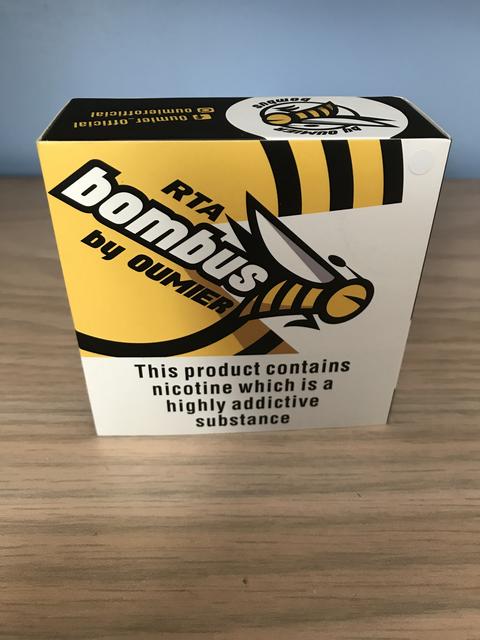 Oumier_Official
oumierofficial
bombus
by OUMIER
RTA
bombus
by OUMIER
This product contains
nicotine which is a
highly addictive
substance